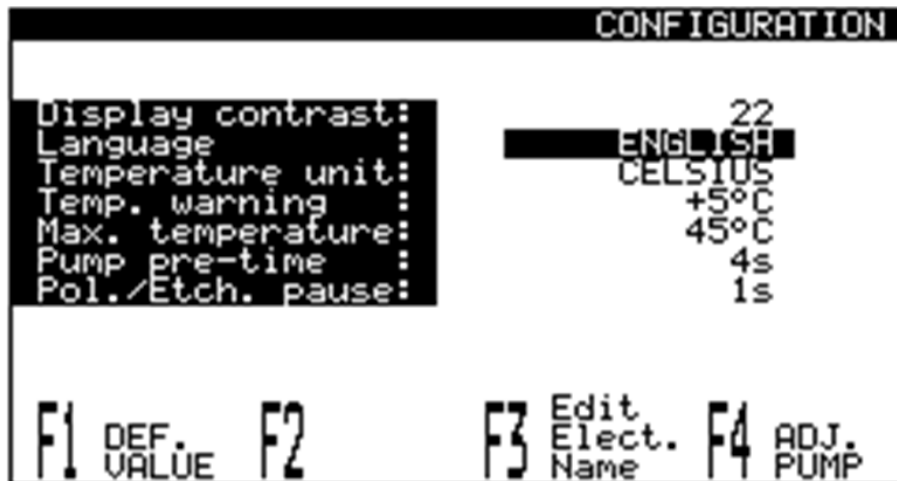 CONFIGURATION
Display contrast: 22
Language : ENGLISH
Temperature unit: CELSIUS
Temp. warning : +5°C
Max. temperature: 45°C
Pump pre-time : 4s
Pol./Etch. pause: 1s
F1 DEF. VALUE F2 F3 Edit Elect. Name F4 ADJ. PUMP